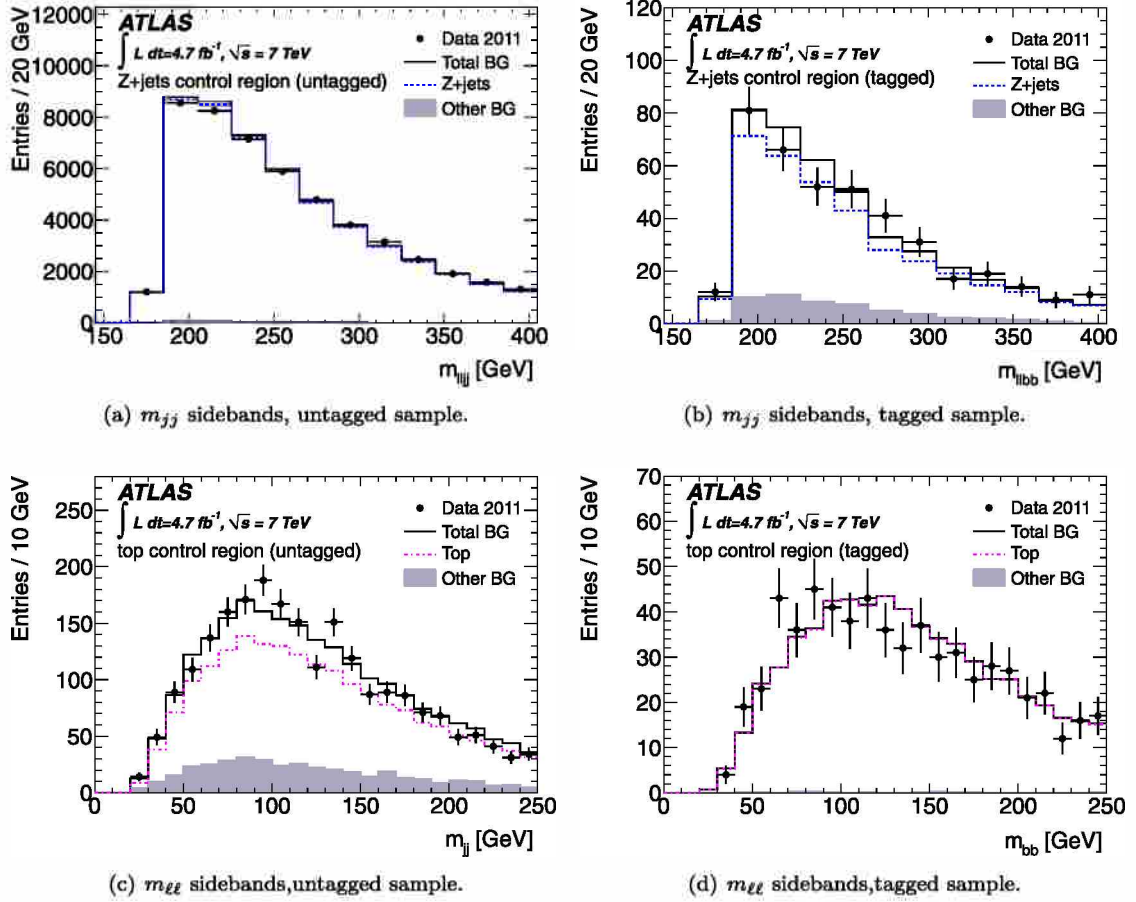 ATLAS
∫ L dt=4.7 fb⁻¹, √s = 7 TeV
Z+jets control region (untagged)
Data 2011
Total BG
Z+jets
Other BG
Entries / 20 GeV
12000
10000
8000
6000
4000
2000
0
150 200 250 300 350 400
m_lljj [GeV]
(a) m_jj sidebands, untagged sample.
ATLAS
∫ L dt=4.7 fb⁻¹, √s = 7 TeV
Z+jets control region (tagged)
Data 2011
Total BG
Z+jets
Other BG
Entries / 20 GeV
120
100
80
60
40
20
0
150 200 250 300 350 400
m_llbb [GeV]
(b) m_jj sidebands, tagged sample.
ATLAS
∫ L dt=4.7 fb⁻¹, √s = 7 TeV
top control region (untagged)
Data 2011
Total BG
Top
Other BG
Entries / 10 GeV
250
200
150
100
50
0
0 50 100 150 200 250
m_jj [GeV]
(c) m_ℓℓ sidebands,untagged sample.
ATLAS
∫ L dt=4.7 fb⁻¹, √s = 7 TeV
top control region (tagged)
Data 2011
Total BG
Top
Other BG
Entries / 10 GeV
70
60
50
40
30
20
10
0
0 50 100 150 200 250
m_bb [GeV]
(d) m_ℓℓ sidebands,tagged sample.